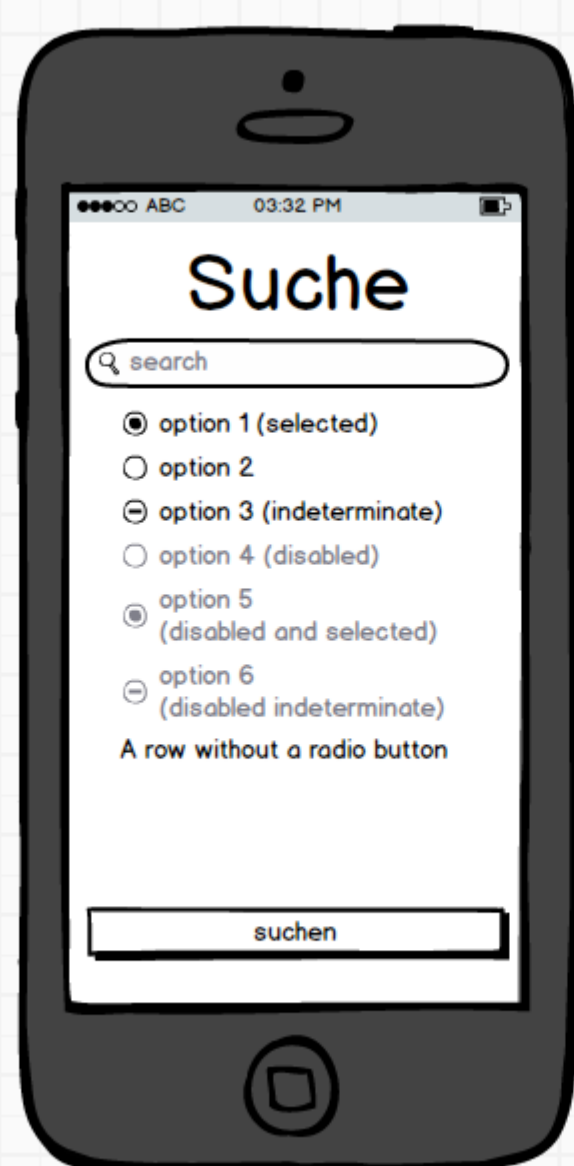 ABC 03:32 PM
Suche
search
option 1 (selected)
option 2
option 3 (indeterminate)
option 4 (disabled)
option 5
(disabled and selected)
option 6
(disabled indeterminate)
A row without a radio button
suchen